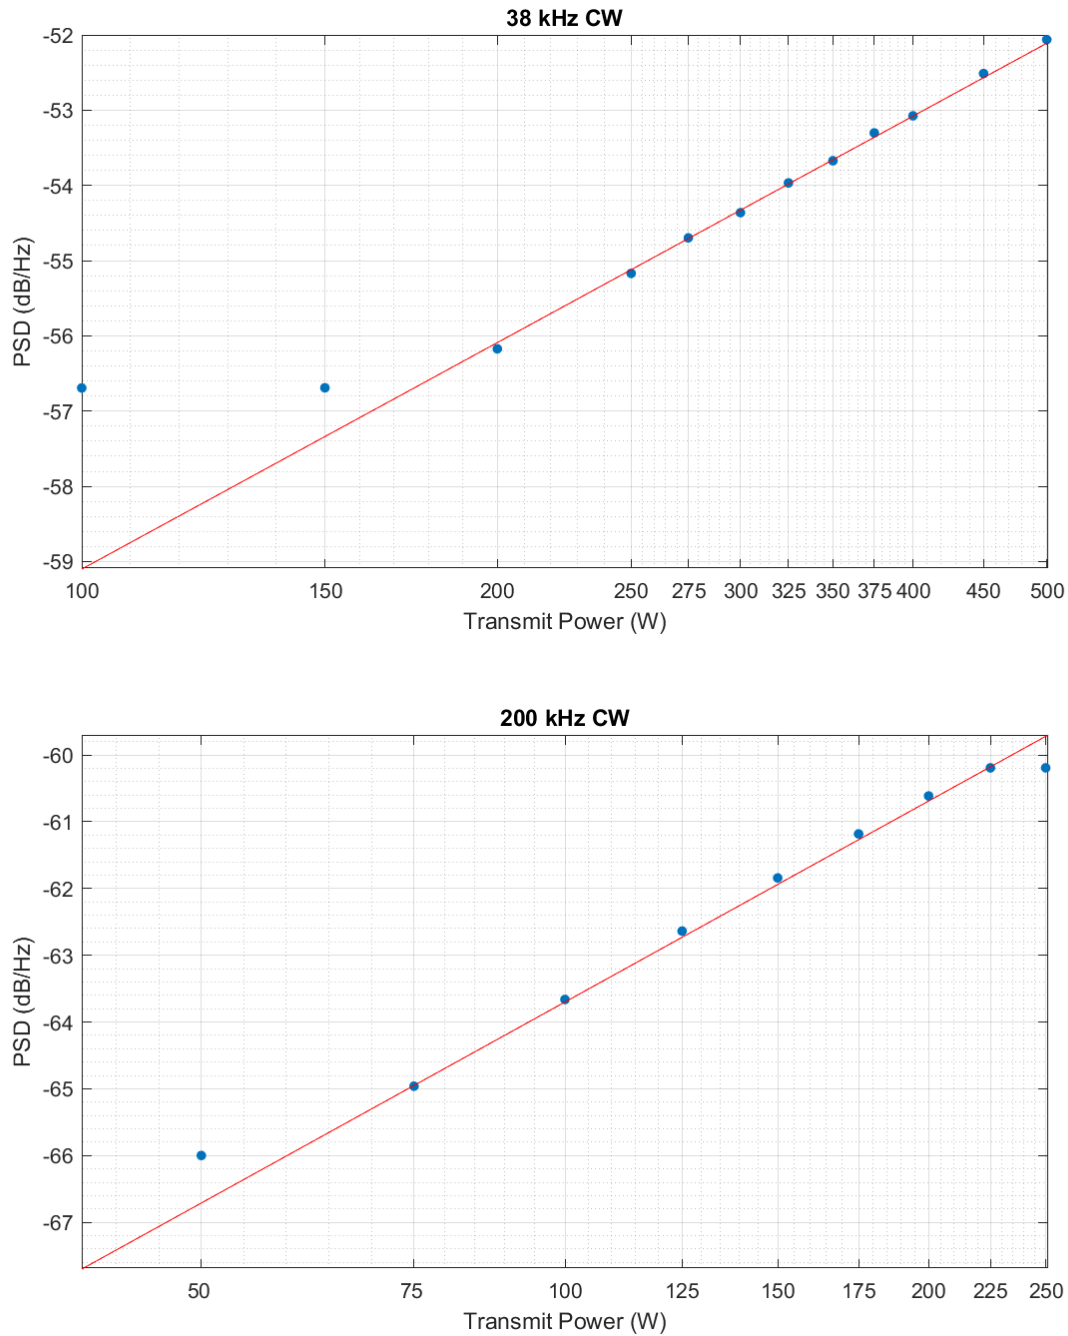 38 kHz CW
-52
-53
-54
-55
-56
-57
-58
-59
PSD (dB/Hz)
100 150 200 250 275 300 325 350 375 400 450 500
Transmit Power (W)
200 kHz CW
-60
-61
-62
-63
-64
-65
-66
-67
PSD (dB/Hz)
50 75 100 125 150 175 200 225 250
Transmit Power (W)